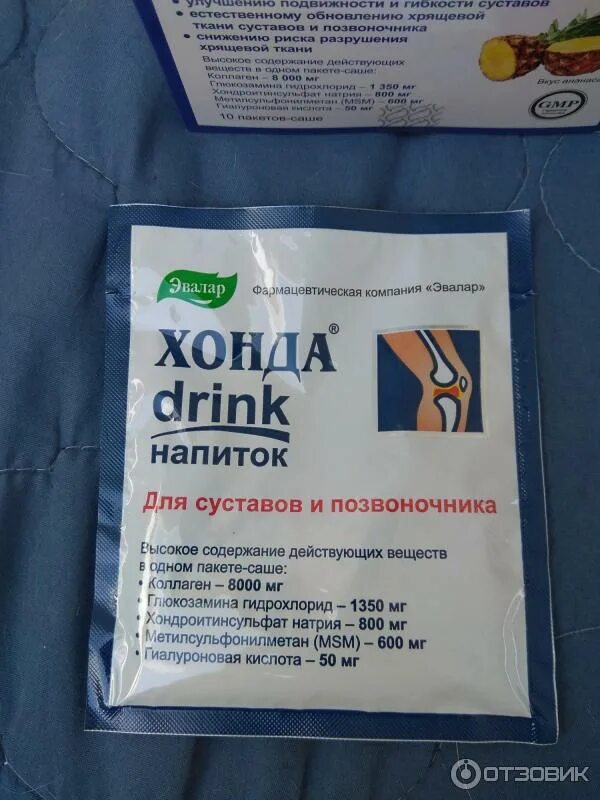 • улучшению подвижности и гибкости суставов
• естественному обновлению хрящевой
ткани суставов и позвоночника
• снижению риска разрушения
хрящевой ткани
Высокое содержание действующих
веществ в одном пакете-саше:
Коллаген – 8 000 мг
Глюкозамина гидрохлорид – 1 350 мг
Хондроитинсульфат натрия – 800 мг
Метилсульфонилметан (MSM) – 600 мг
Гиалуроновая кислота – 50 мг
10 пакетов-саше
Вкус ананаса
GMP
Эвалар
Фармацевтическая компания «Эвалар»
ХОНДА®
drink
напиток
Для суставов и позвоночника
Высокое содержание действующих веществ
в одном пакете-саше:
• Коллаген – 8000 мг
• Глюкозамина гидрохлорид – 1350 мг
• Хондроитинсульфат натрия – 800 мг
• Метилсульфонилметан (MSM) – 600 мг
• Гиалуроновая кислота – 50 мг
ОТЗОВИК